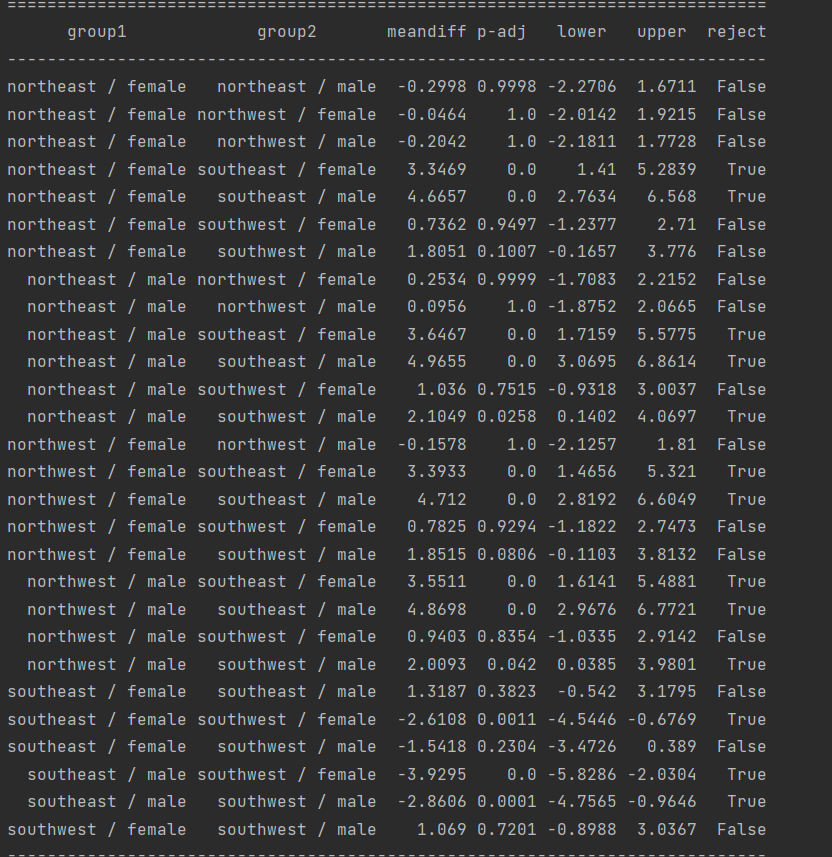 ============================================================================
      group1             group2       meandiff p-adj   lower   upper  reject
----------------------------------------------------------------------------
northeast / female   northeast / male  -0.2998 0.9998 -2.2706  1.6711  False
northeast / female northwest / female  -0.0464    1.0 -2.0142  1.9215  False
northeast / female   northwest / male  -0.2042    1.0 -2.1811  1.7728  False
northeast / female southeast / female   3.3469    0.0    1.41  5.2839   True
northeast / female   southeast / male   4.6657    0.0  2.7634   6.568   True
northeast / female southwest / female   0.7362 0.9497 -1.2377    2.71  False
northeast / female   southwest / male   1.8051 0.1007 -0.1657   3.776  False
  northeast / male northwest / female   0.2534 0.9999 -1.7083  2.2152  False
  northeast / male   northwest / male   0.0956    1.0 -1.8752  2.0665  False
  northeast / male southeast / female   3.6467    0.0  1.7159  5.5775   True
  northeast / male   southeast / male   4.9655    0.0  3.0695  6.8614   True
  northeast / male southwest / female    1.036 0.7515 -0.9318  3.0037  False
  northeast / male   southwest / male   2.1049 0.0258  0.1402  4.0697   True
northwest / female   northwest / male  -0.1578    1.0 -2.1257    1.81  False
northwest / female southeast / female   3.3933    0.0  1.4656   5.321   True
northwest / female   southeast / male    4.712    0.0  2.8192  6.6049   True
northwest / female southwest / female   0.7825 0.9294 -1.1822  2.7473  False
northwest / female   southwest / male   1.8515 0.0806 -0.1103  3.8132  False
  northwest / male southeast / female   3.5511    0.0  1.6141  5.4881   True
  northwest / male   southeast / male   4.8698    0.0  2.9676  6.7721   True
  northwest / male southwest / female   0.9403 0.8354 -1.0335  2.9142  False
  northwest / male   southwest / male   2.0093  0.042  0.0385  3.9801   True
southeast / female   southeast / male   1.3187 0.3823  -0.542  3.1795  False
southeast / female southwest / female  -2.6108 0.0011 -4.5446 -0.6769   True
southeast / female   southwest / male  -1.5418 0.2304 -3.4726   0.389  False
  southeast / male southwest / female  -3.9295    0.0 -5.8286 -2.0304   True
  southeast / male   southwest / male  -2.8606 0.0001 -4.7565 -0.9646   True
southwest / female   southwest / male    1.069 0.7201 -0.8988  3.0367  False
----------------------------------------------------------------------------